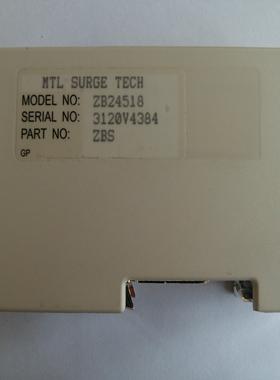 MTL SURGE TECH
MODEL NO: ZB24518
SERIAL NO: 3120V4384
PART NO: ZBS
GP